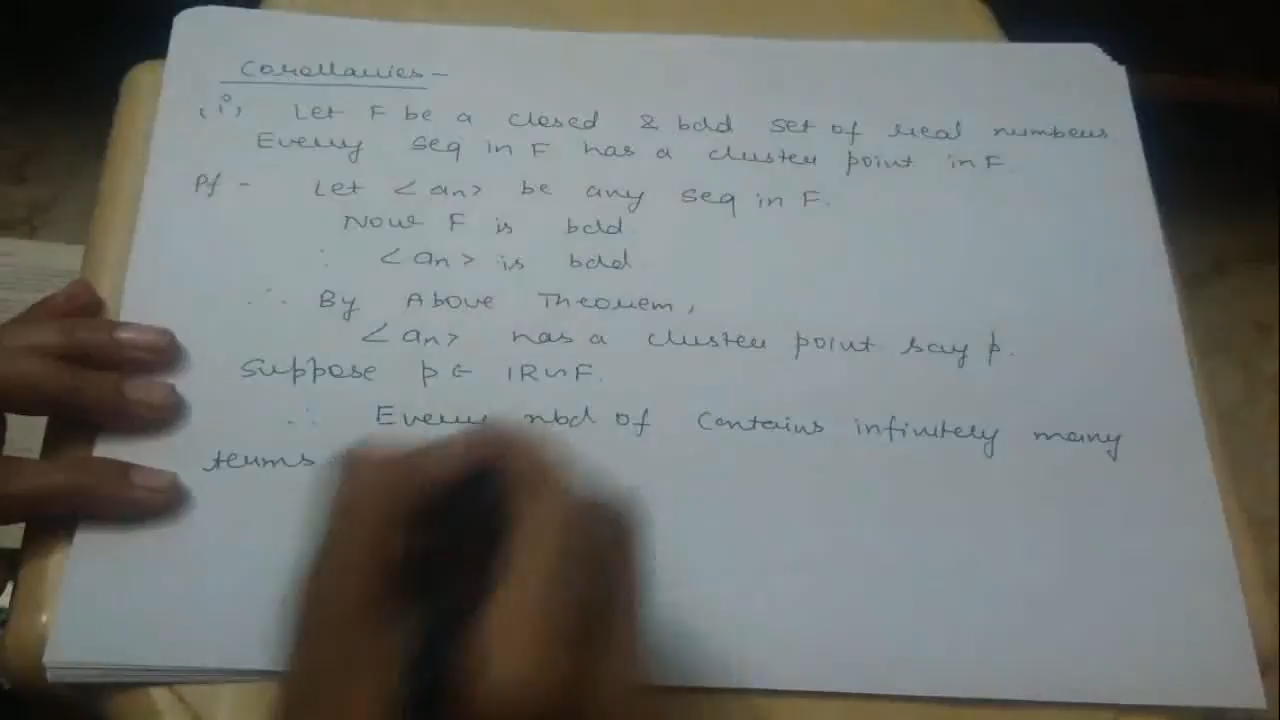 Corollaries -
(i) Let F be a closed & bdd set of real numbers
Every seq in F has a cluster point in F
Pf - Let <an> be any seq in F.
Now F is bdd
∴ <an> is bdd
∴ By Above Theorem,
<an> has a cluster point say p.
Suppose p ∈ IR ~ F.
∴ Every nbd of contains infinitely many
terms